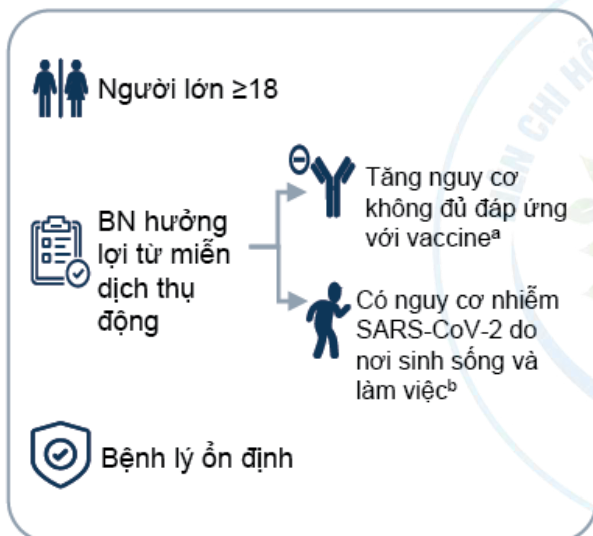 Người lớn ≥18
BN hưởng
lợi từ miễn
dịch thụ
động
Tăng nguy cơ
không đủ đáp ứng
với vaccineᵃ
Có nguy cơ nhiễm
SARS-CoV-2 do
nơi sinh sống và
làm việcᵇ
Bệnh lý ổn định
CHI HỘ